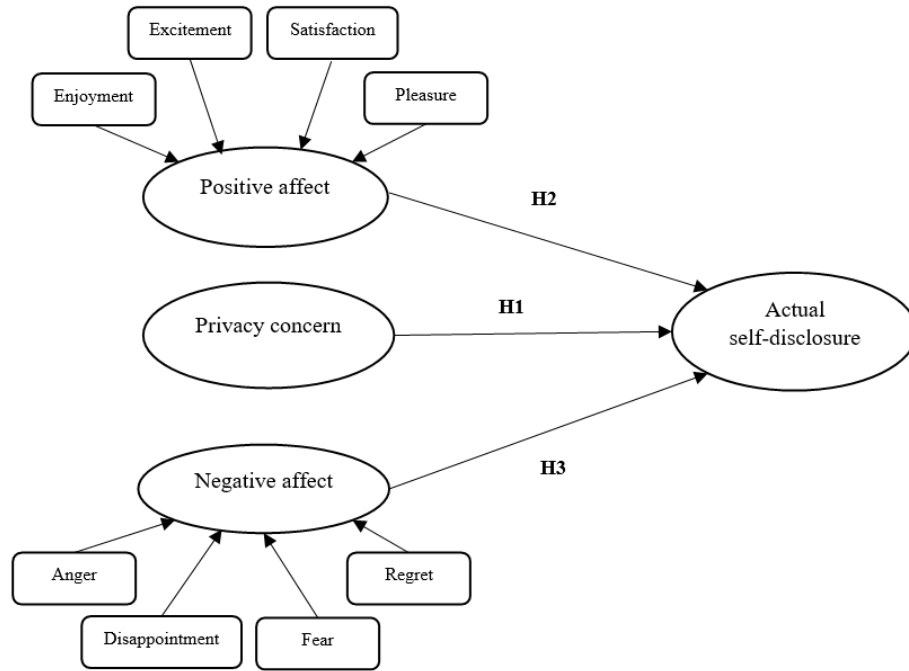 Excitement
Satisfaction
Enjoyment
Pleasure
Positive affect
H2
Privacy concern
H1
Actual
self-disclosure
Negative affect
H3
Anger
Regret
Disappointment
Fear